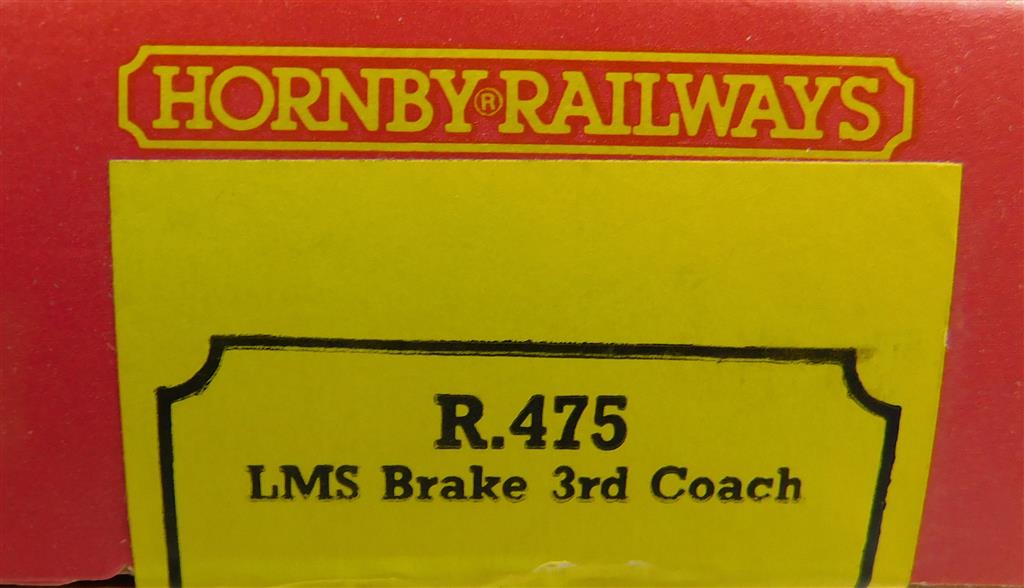 HORNBY®RAILWAYS
R.475
LMS Brake 3rd Coach